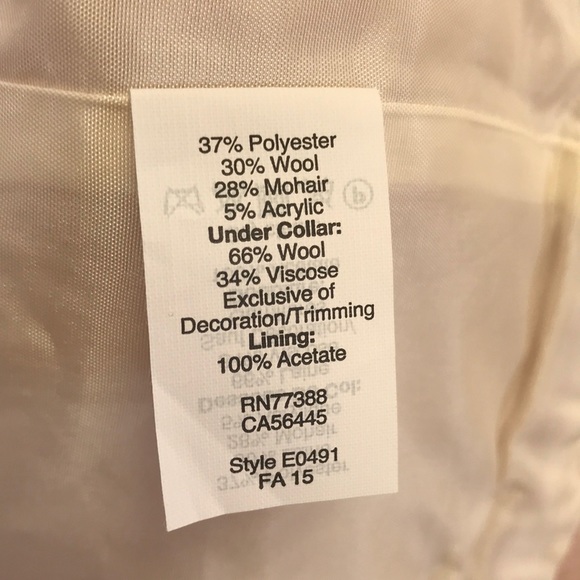 37% Polyester
30% Wool
28% Mohair
5% Acrylic
Under Collar:
66% Wool
34% Viscose
Exclusive of
Decoration/Trimming
Lining:
100% Acetate
RN77388
CA56445
Style E0491
FA 15